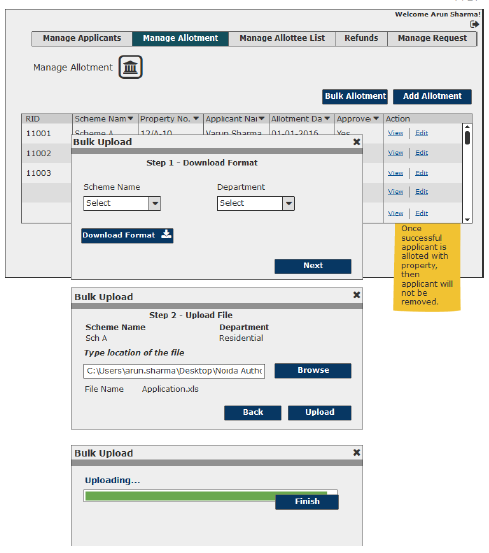 Welcome Arun Sharma!
Manage Applicants Manage Allotment Manage Allottee List Refunds Manage Request
Manage Allotment
Bulk Allotment Add Allotment
RID Scheme Nam Property No. Applicant Nai Allotment Da Approve Action
11001 Scheme A 12/A-10 Varun Sharma 01-01-2016 Yes View Edit
11002 View Edit
11003 View Edit
View Edit
View Edit
Bulk Upload
Step 1 - Download Format
Scheme Name Department
Select Select
Download Format
Next
Once
successful
applicant is
alloted with
property,
then
applicant will
not be
removed.
Bulk Upload
Step 2 - Upload File
Scheme Name Department
Sch A Residential
Type location of the file
C:\Users\arun.sharma\Desktop\Noida Autho Browse
File Name Application.xls
Back Upload
Bulk Upload
Uploading...
Finish